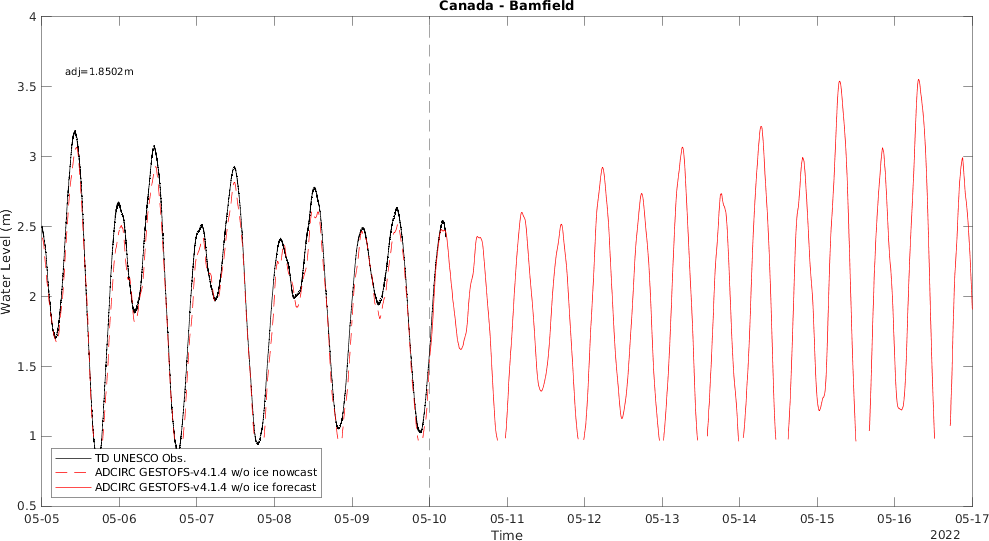 Canada - Bamfield
4
adj=1.8502m
3.5
3
2.5
Water Level (m)
2
1.5
1
TD UNESCO Obs.
ADCIRC GESTOFS-v4.1.4 w/o ice nowcast
ADCIRC GESTOFS-v4.1.4 w/o ice forecast
0.5
05-05 05-06 05-07 05-08 05-09 05-10 05-11 05-12 05-13 05-14 05-15 05-16 05-17
Time
2022